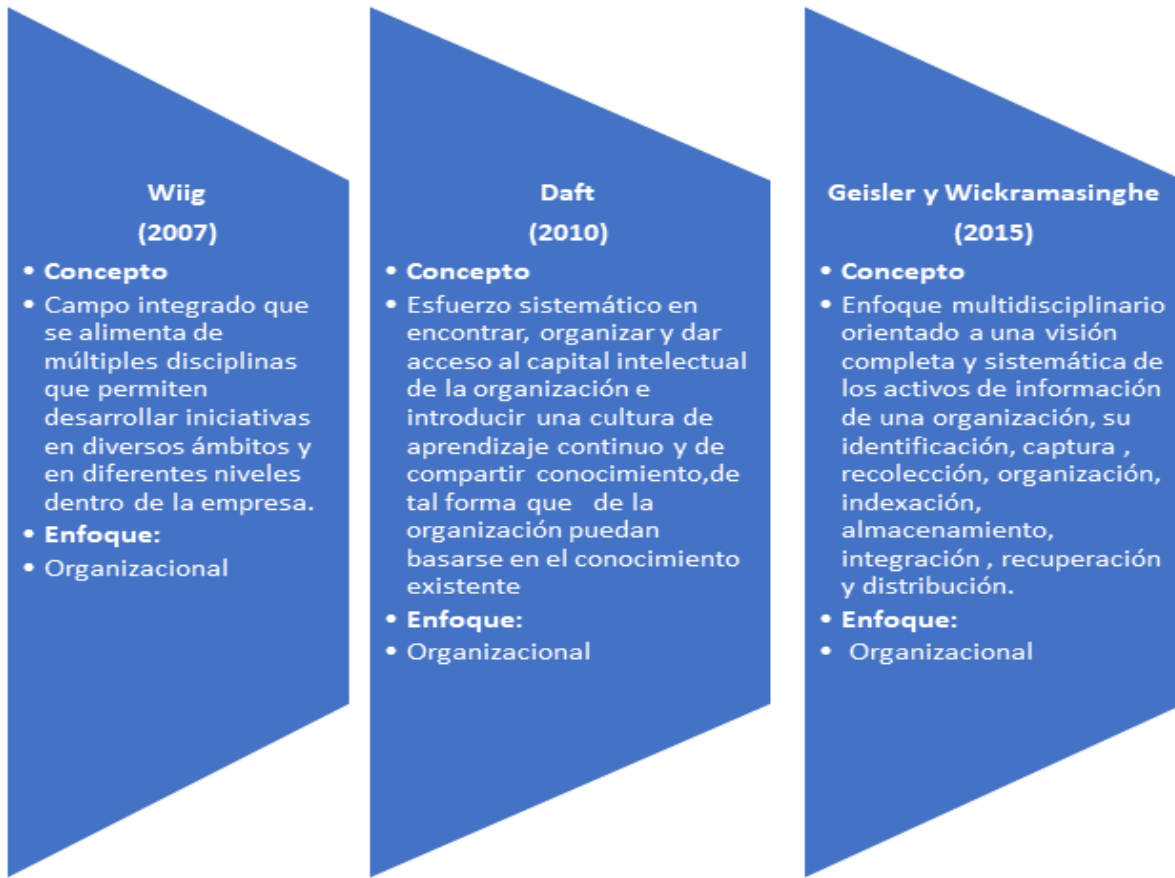 Wiig
(2007)
• Concepto
• Campo integrado que
se alimenta de
múltiples disciplinas
que permiten
desarrollar iniciativas
en diversos ámbitos y
en diferentes niveles
dentro de la empresa.
• Enfoque:
• Organizacional
Daft
(2010)
• Concepto
• Esfuerzo sistemático en
encontrar, organizar y dar
acceso al capital intelectual
de la organización e
introducir una cultura de
aprendizaje continuo y de
compartir conocimiento,de
tal forma que de la
organización puedan
basarse en el conocimiento
existente
• Enfoque:
• Organizacional
Geisler y Wickramasinghe
(2015)
• Concepto
• Enfoque multidisciplinario
orientado a una visión
completa y sistemática de
los activos de información
de una organización, su
identificación, captura ,
recolección, organización,
indexación,
almacenamiento,
integración , recuperación
y distribución.
• Enfoque:
• Organizacional